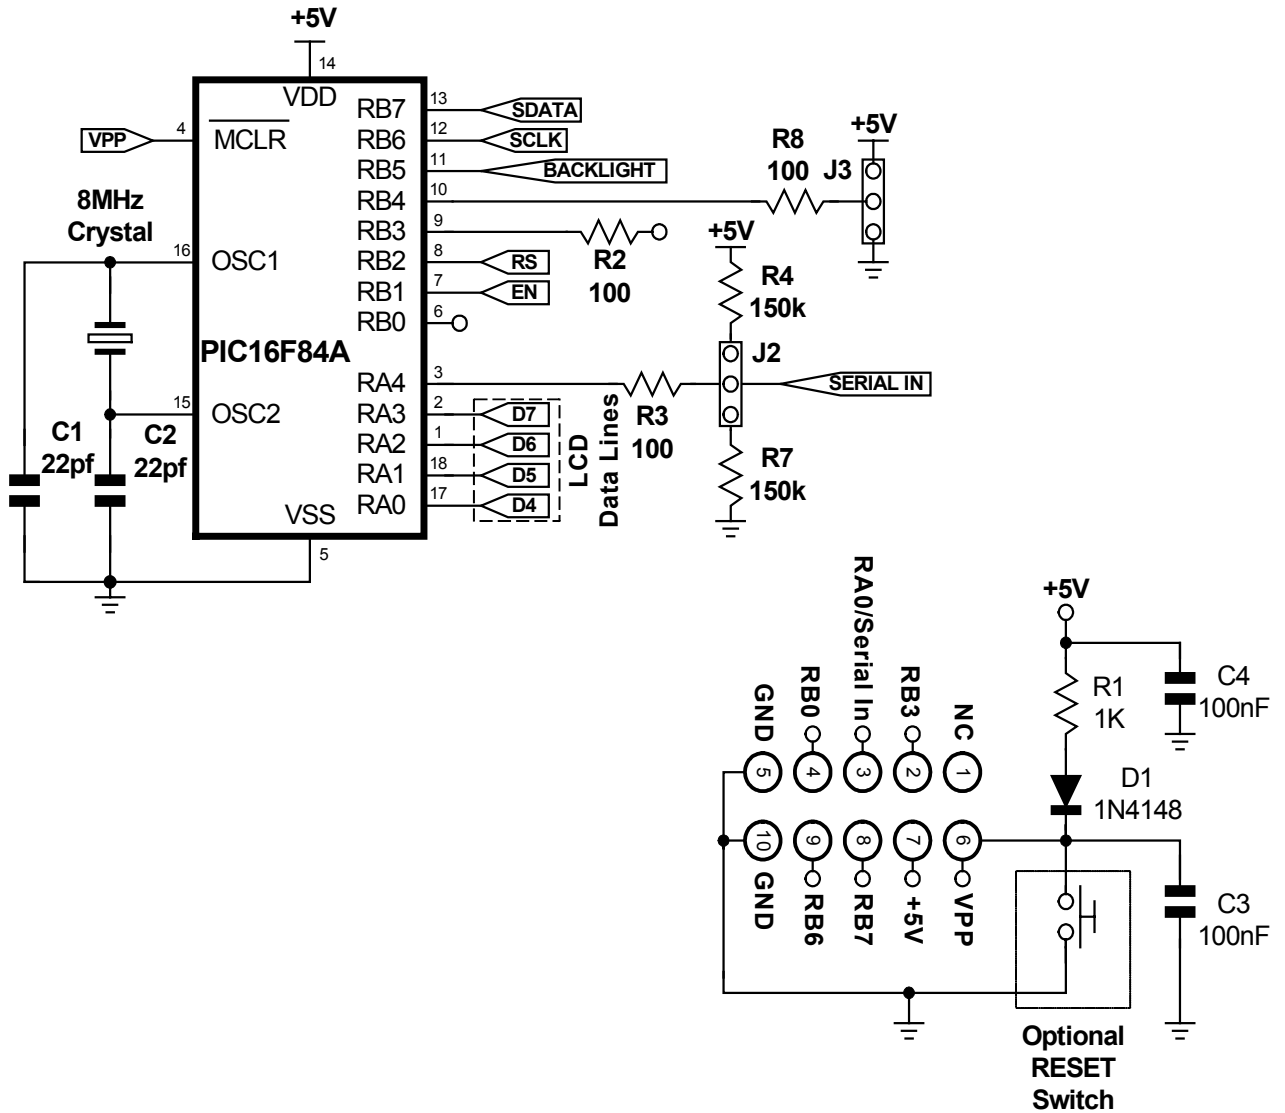 +5V
14
VDD
VPP
4
MCLR
8MHz
Crystal
16
OSC1
PIC16F84A
15
OSC2
C1
22pf
C2
22pf
VSS
5
RB7
13
SDATA
RB6
12
SCLK
RB5
11
BACKLIGHT
RB4
10
R8
100
J3
+5V
RB3
9
R2
100
RB2
8
RS
RB1
7
EN
RB0
6
+5V
R4
150k
J2
RA4
3
R3
100
SERIAL IN
RA3
2
D7
RA2
1
D6
RA1
18
D5
RA0
17
D4
LCD
Data Lines
R7
150k
GND
RB0
RA0/Serial In
RB3
NC
5
4
3
2
1
10
9
8
7
6
GND
RB6
RB7
+5V
VPP
+5V
R1
1K
C4
100nF
D1
1N4148
C3
100nF
Optional
RESET
Switch